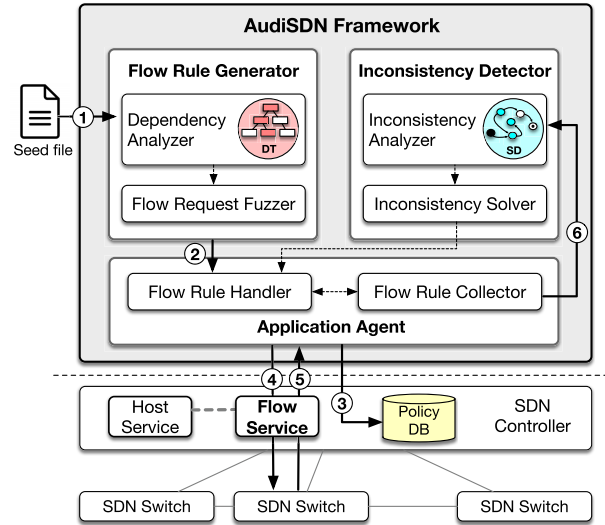 AudiSDN Framework
Flow Rule Generator
Inconsistency Detector
Seed file
1
Dependency
Analyzer
DT
Inconsistency
Analyzer
SD
Flow Request Fuzzer
Inconsistency Solver
2
6
Flow Rule Handler
Flow Rule Collector
Application Agent
4
5
3
Host
Service
Flow
Service
Policy
DB
SDN
Controller
SDN Switch
SDN Switch
SDN Switch